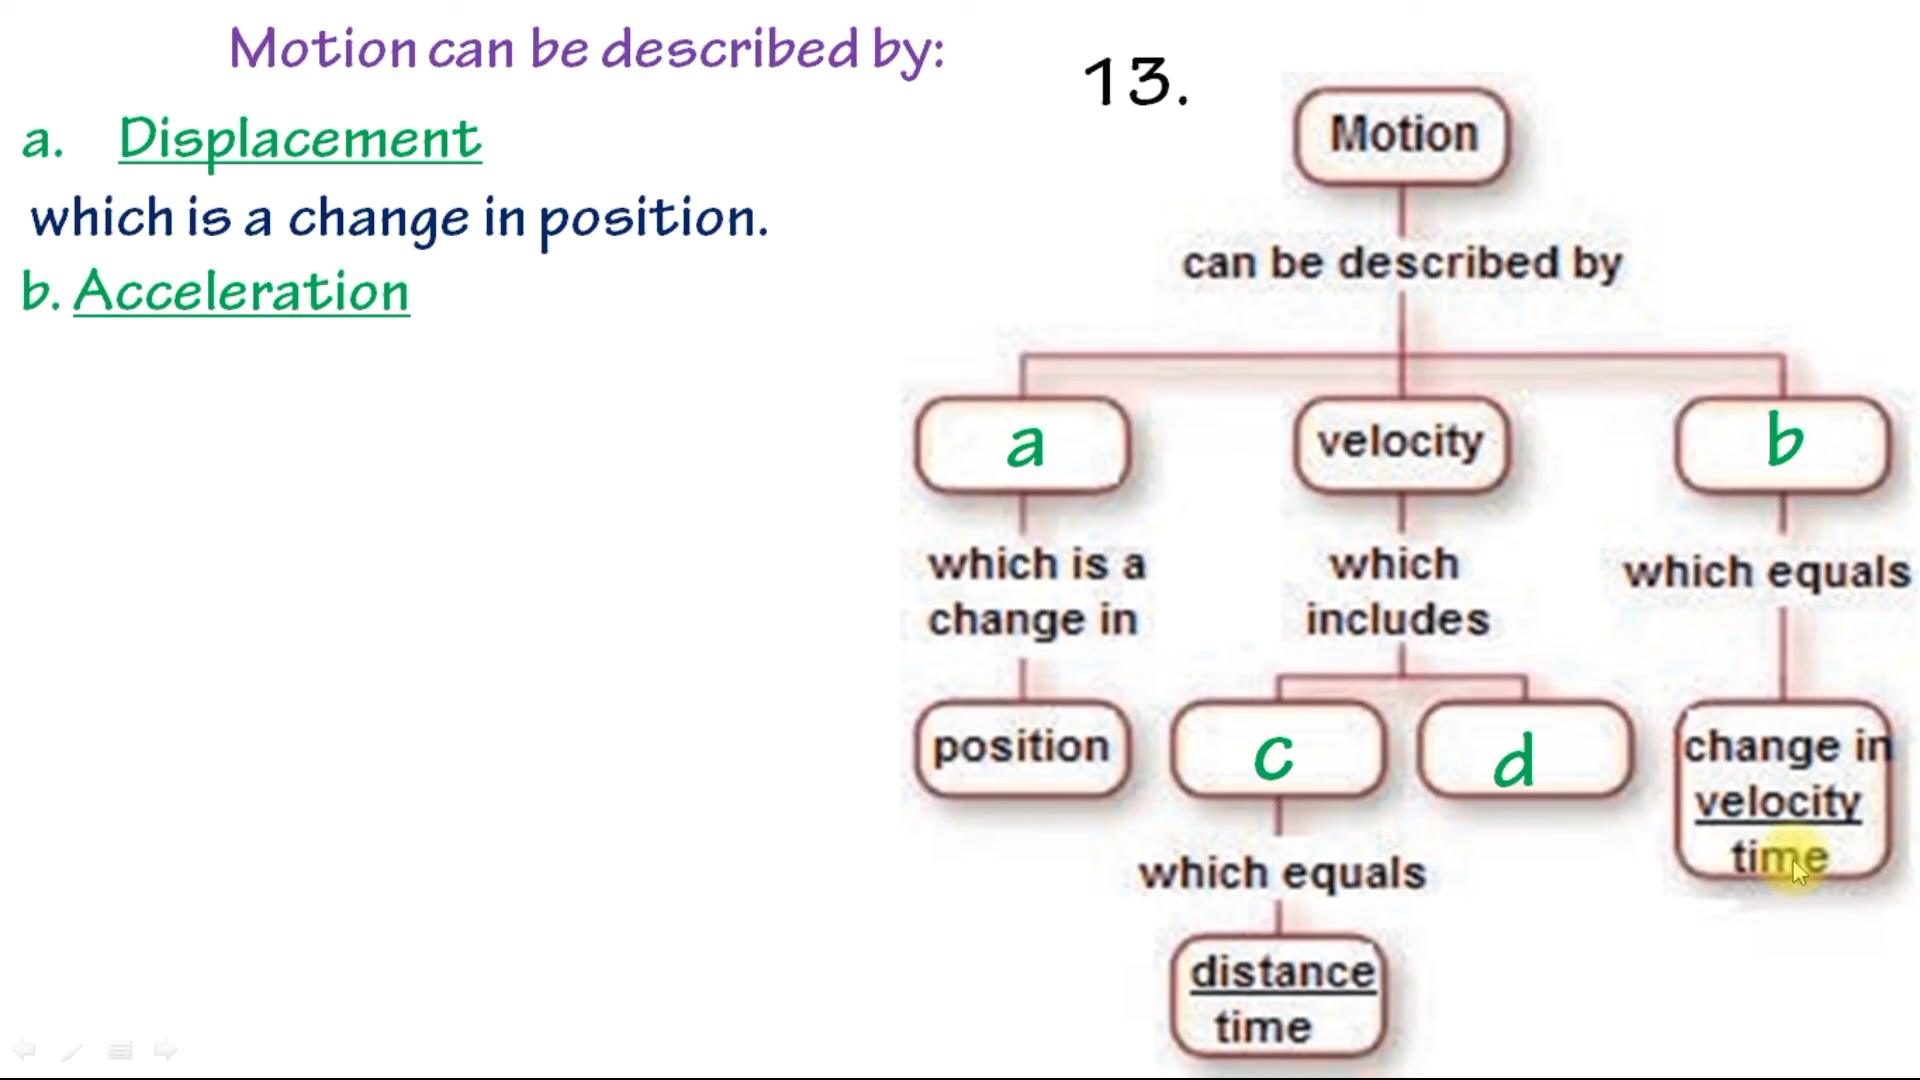 Motion can be described by:
a. Displacement
which is a change in position.
b. Acceleration
13.
Motion
can be described by
a
velocity
b
which is a
change in
which
includes
which equals
position
c
d
change in
velocity
time
which equals
distance
time